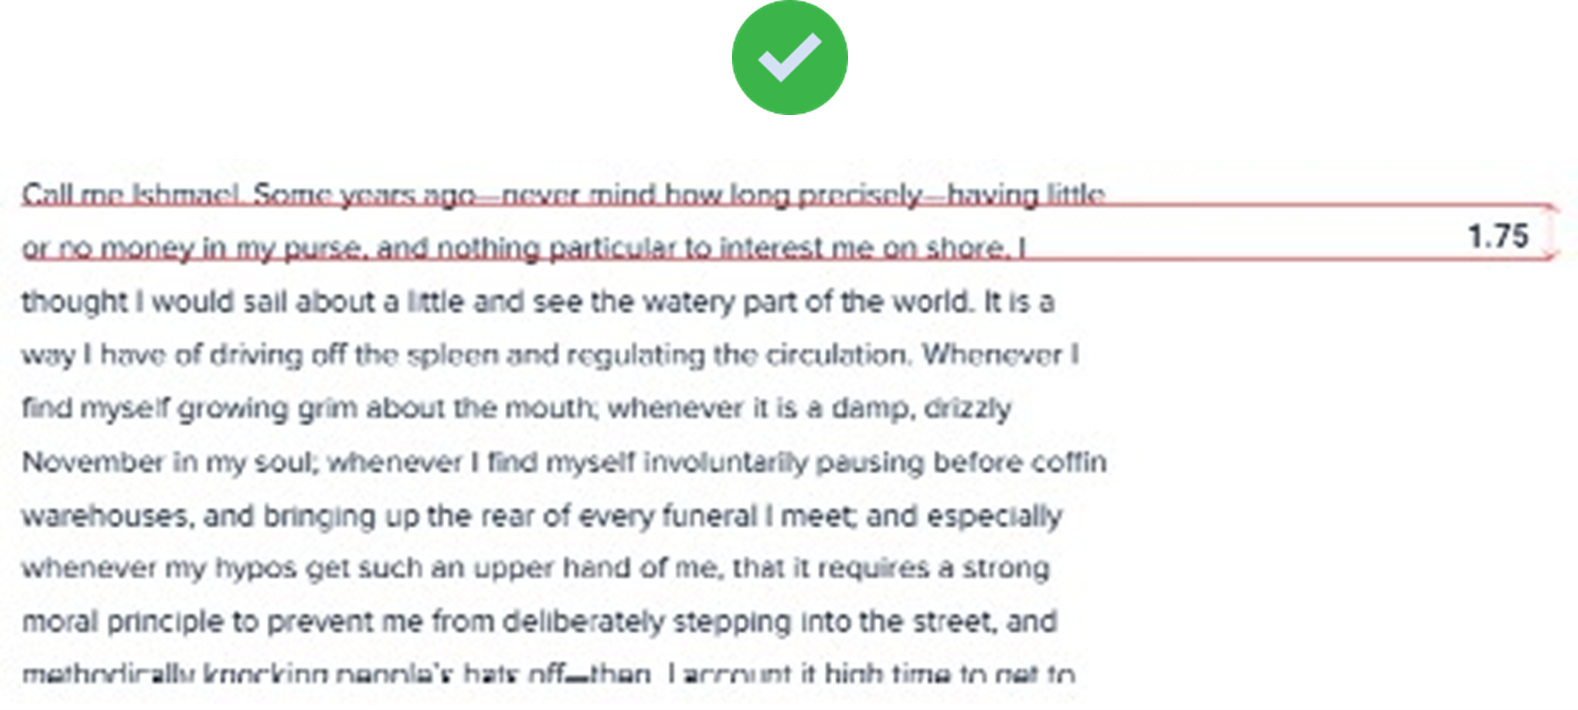 Call me Ishmael. Some years ago—never mind how long precisely—having little
1.75
or no money in my purse, and nothing particular to interest me on shore, I
thought I would sail about a little and see the watery part of the world. It is a
way I have of driving off the spleen and regulating the circulation. Whenever I
find myself growing grim about the mouth; whenever it is a damp, drizzly
November in my soul; whenever I find myself involuntarily pausing before coffin
warehouses, and bringing up the rear of every funeral I meet; and especially
whenever my hypos get such an upper hand of me, that it requires a strong
moral principle to prevent me from deliberately stepping into the street, and
methodically knocking people's hats off—then, I account it high time to get to